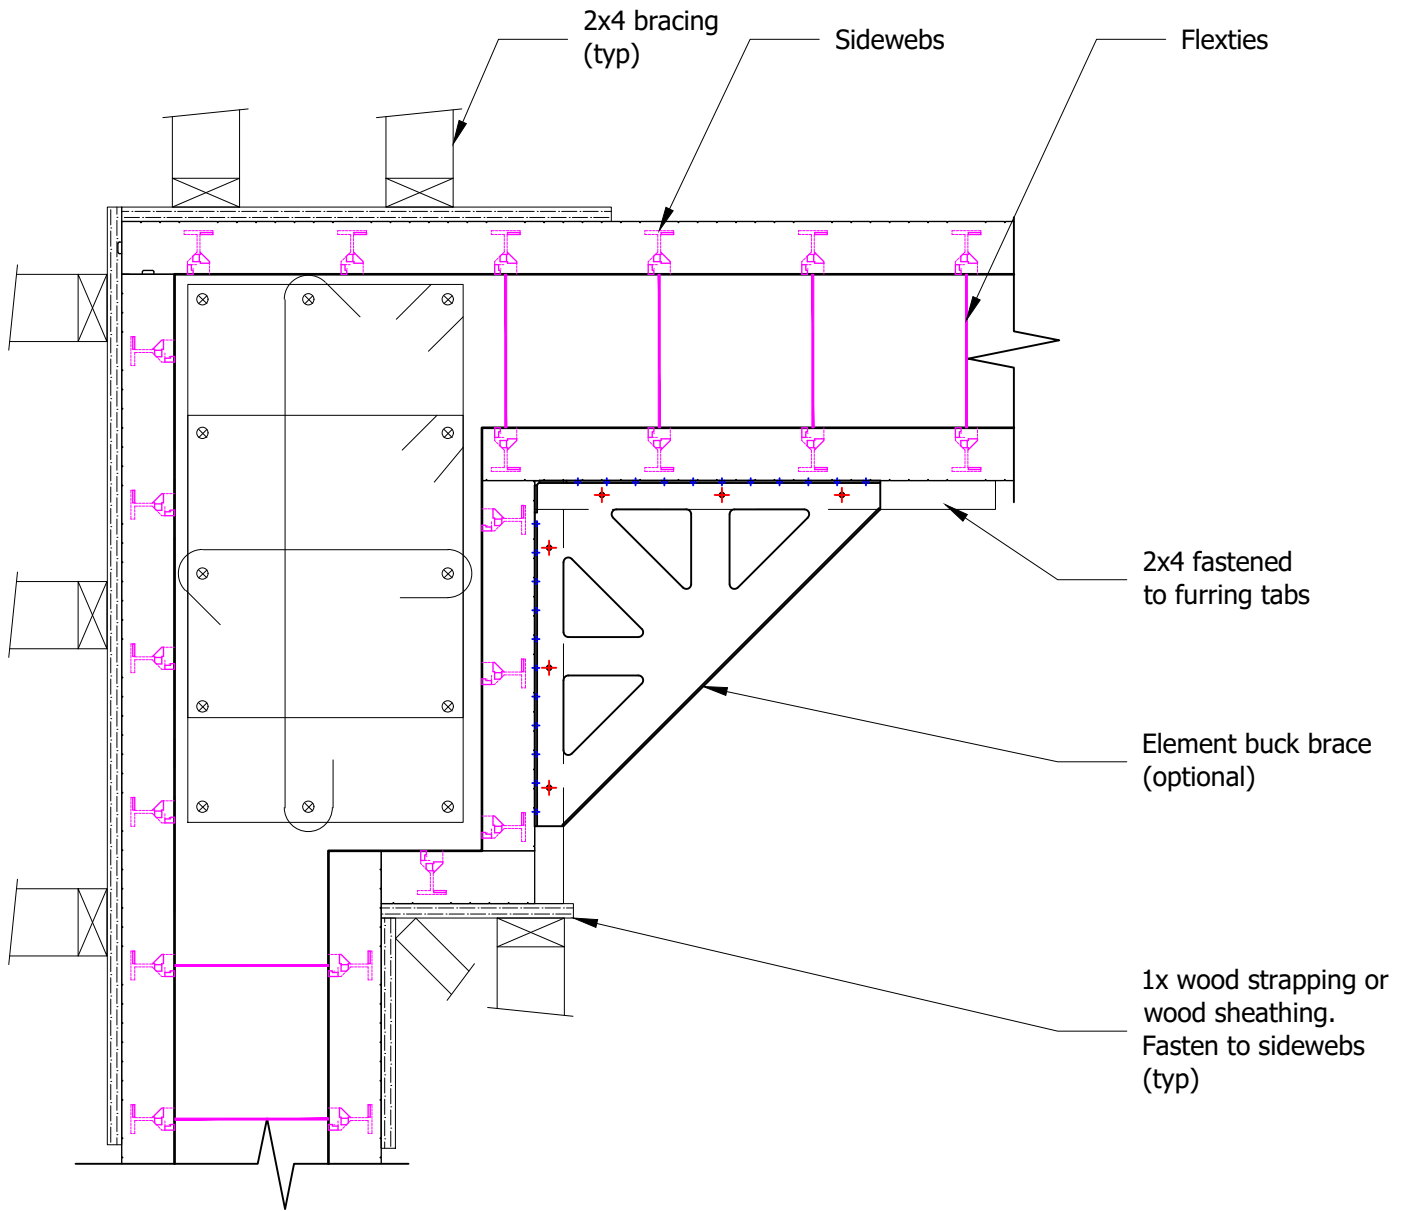 2x4 bracing
(typ)
Sidewebs
Flexties
2x4 fastened
to furring tabs
Element buck brace
(optional)
1x wood strapping or
wood sheathing.
Fasten to sidewebs
(typ)